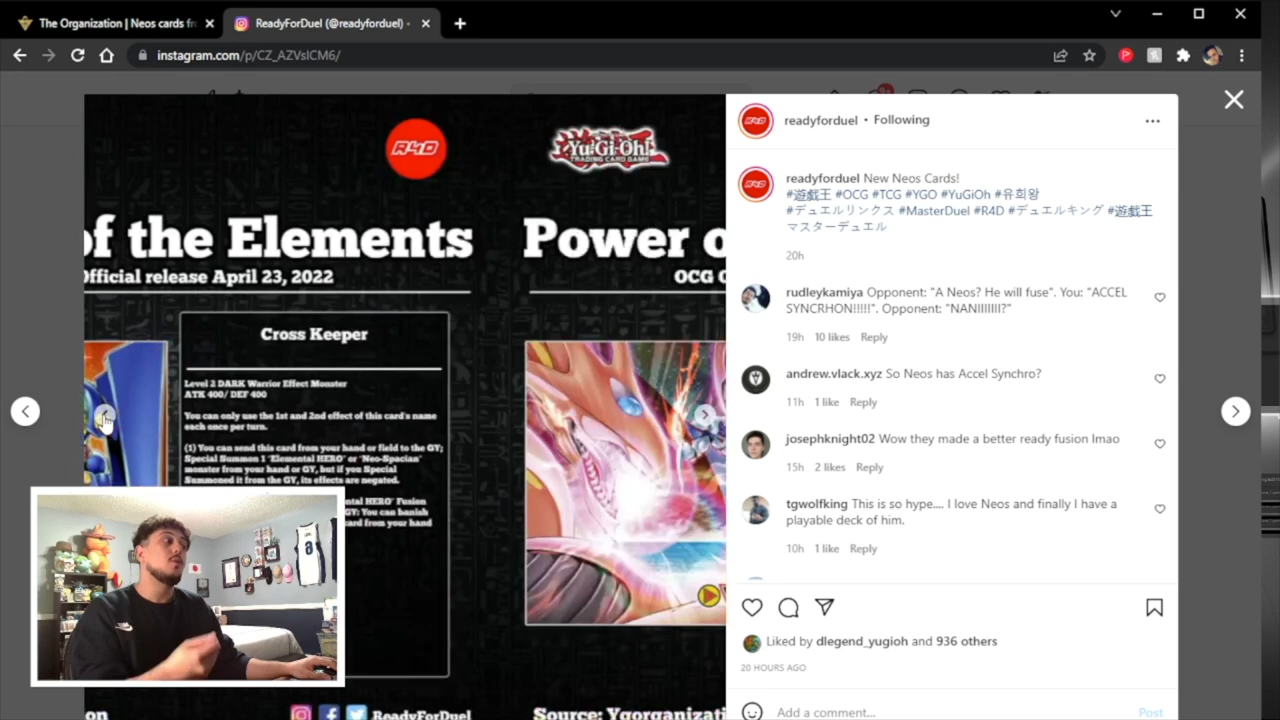 The Organization | Neos cards fr
ReadyForDuel (@readyforduel) •
instagram.com/p/CZ_AZVsICM6/
R4D
Yu-Gi-Oh!
TRADING CARD GAME
of the Elements
Official release April 23, 2022
Power o
OCG O
Cross Keeper
Level 2 DARK Warrior Effect Monster
ATK 400/ DEF 400
You can only use the 1st and 2nd effect of this card's name
each once per turn.
(1) You can send this card from your hand or field to the GY;
Special Summon 1 "Elemental HERO" or "Neo-Spacian"
monster from your hand or GY, but if you Special
Summoned it from the GY, its effects are negated.
ental HERO" Fusion
GY: You can banish
card from your hand
on
ReadyForDuel
Source: Ygorganizati
R4D
readyforduel • Following
R4D
readyforduel New Neos Cards!
#遊戯王 #OCG #TCG #YGO #YuGiOh #유희왕
#デュエルリンクス #MasterDuel #R4D #デュエルキング #遊戯王
マスターデュエル
20h
rudleykamiya Opponent: "A Neos? He will fuse". You: "ACCEL
SYNCRHON!!!!!". Opponent: "NANIIIIIII?"
19h 10 likes Reply
andrew.vlack.xyz So Neos has Accel Synchro?
11h 1 like Reply
josephknight02 Wow they made a better ready fusion lmao
15h 2 likes Reply
tgwolfking This is so hype.... I love Neos and finally I have a
playable deck of him.
10h 1 like Reply
Liked by dlegend_yugioh and 936 others
20 HOURS AGO
Add a comment...
Post